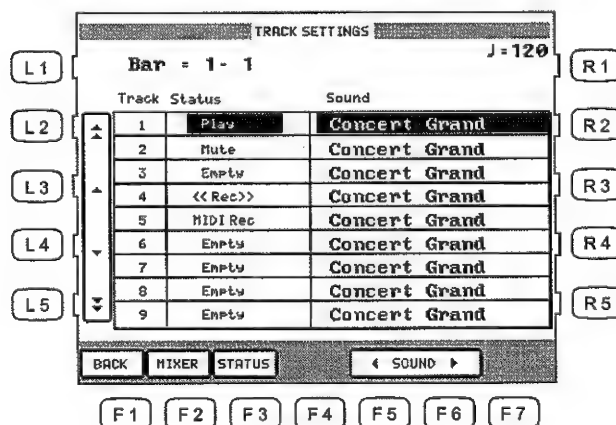 TRACK SETTINGS
♩=120
Bar = 1- 1
L1 R1
Track Status Sound
L2 1 Play Concert Grand R2
2 Mute Concert Grand
L3 3 Empty Concert Grand R3
4 <<Rec>> Concert Grand
5 MIDI Rec Concert Grand
L4 6 Empty Concert Grand R4
7 Empty Concert Grand
L5 8 Empty Concert Grand R5
9 Empty Concert Grand
BACK MIXER STATUS SOUND
F1 F2 F3 F4 F5 F6 F7